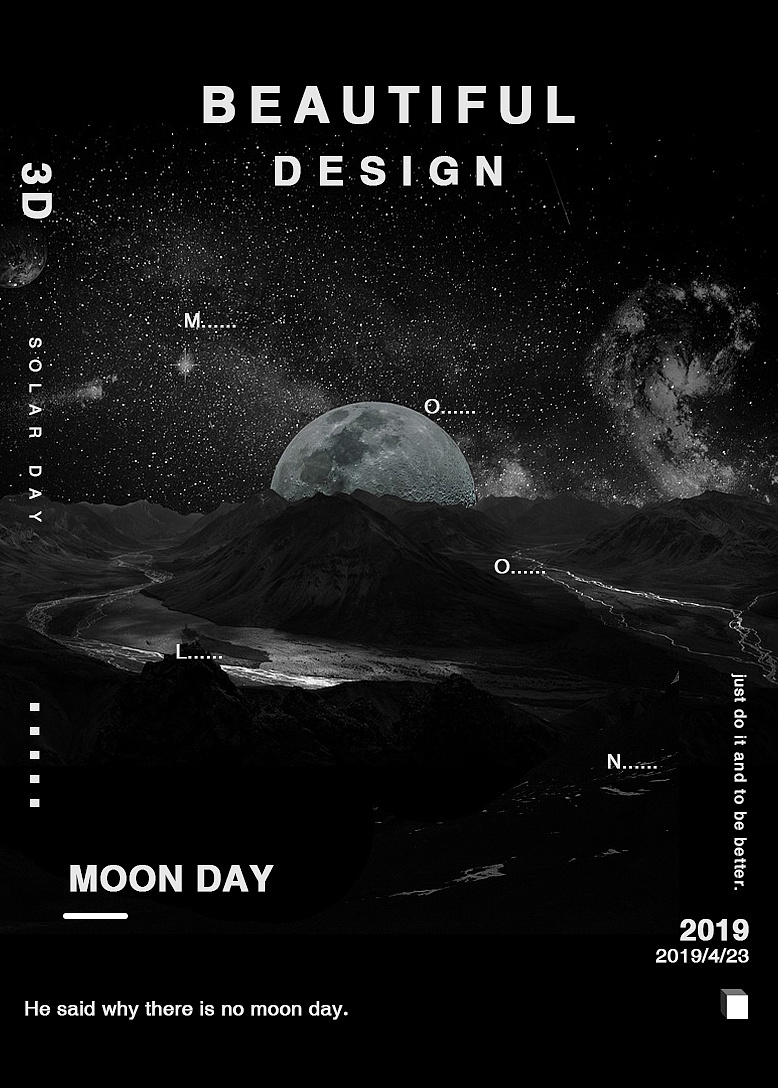 BEAUTIFUL
DESIGN
3D
SOLAR DAY
M......
O......
O......
L......
N......
just do it and to be better.
MOON DAY
2019
2019/4/23
He said why there is no moon day.